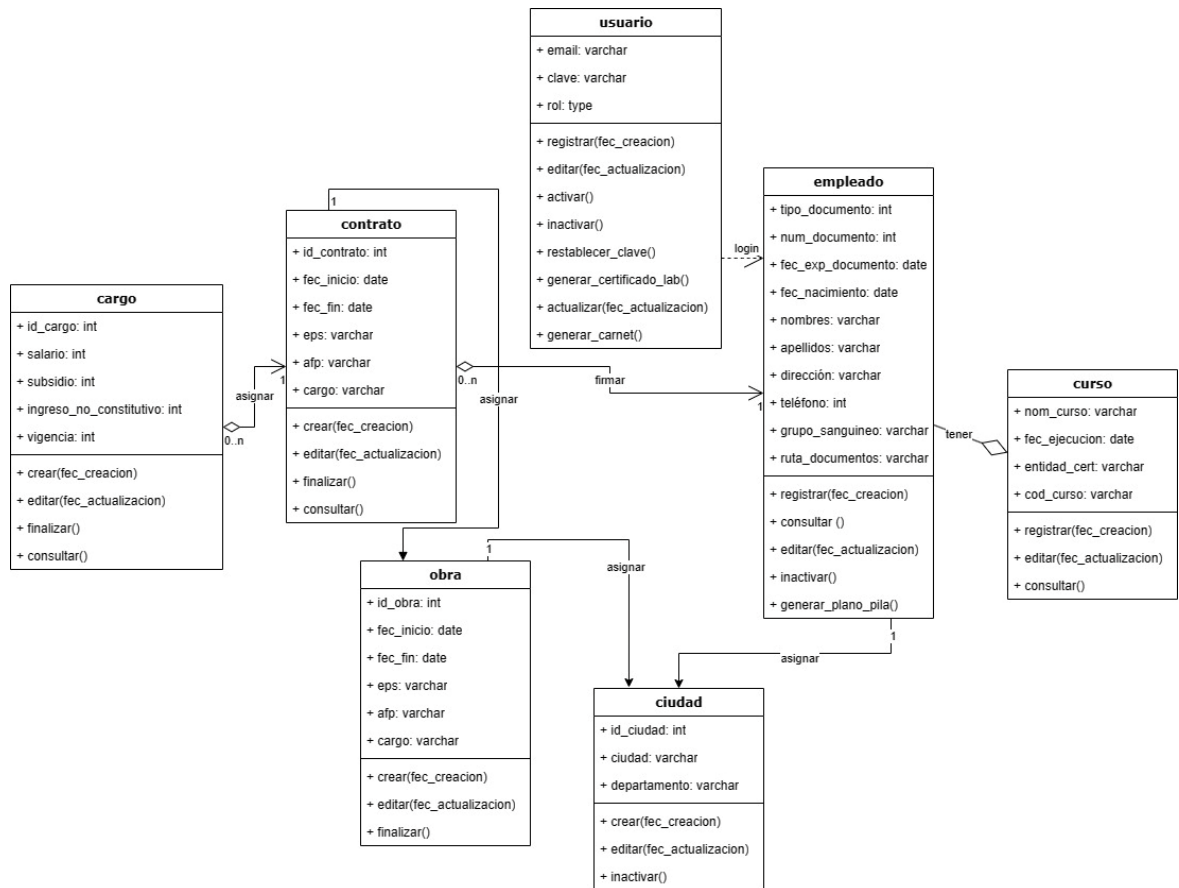 usuario
+ email: varchar
+ clave: varchar
+ rol: type
+ registrar(fec_creacion)
+ editar(fec_actualizacion)
+ activar()
+ inactivar()
+ restablecer_clave()
+ generar_certificado_lab()
+ actualizar(fec_actualizacion)
+ generar_carnet()
login
empleado
+ tipo_documento: int
+ num_documento: int
+ fec_exp_documento: date
+ fec_nacimiento: date
+ nombres: varchar
+ apellidos: varchar
+ dirección: varchar
+ teléfono: int
+ grupo_sanguineo: varchar
+ ruta_documentos: varchar
+ registrar(fec_creacion)
+ consultar ()
+ editar(fec_actualizacion)
+ inactivar()
+ generar_plano_pila()
1
contrato
+ id_contrato: int
+ fec_inicio: date
+ fec_fin: date
+ eps: varchar
+ afp: varchar
+ cargo: varchar
+ crear(fec_creacion)
+ editar(fec_actualizacion)
+ finalizar()
+ consultar()
asignar
0..n
firmar
1
cargo
+ id_cargo: int
+ salario: int
+ subsidio: int
+ ingreso_no_constitutivo: int
+ vigencia: int
+ crear(fec_creacion)
+ editar(fec_actualizacion)
+ finalizar()
+ consultar()
0..n
asignar
1
tener
curso
+ nom_curso: varchar
+ fec_ejecucion: date
+ entidad_cert: varchar
+ cod_curso: varchar
+ registrar(fec_creacion)
+ editar(fec_actualizacion)
+ consultar()
obra
+ id_obra: int
+ fec_inicio: date
+ fec_fin: date
+ eps: varchar
+ afp: varchar
+ cargo: varchar
+ crear(fec_creacion)
+ editar(fec_actualizacion)
+ finalizar()
1
asignar
1
asignar
ciudad
+ id_ciudad: int
+ ciudad: varchar
+ departamento: varchar
+ crear(fec_creacion)
+ editar(fec_actualizacion)
+ inactivar()